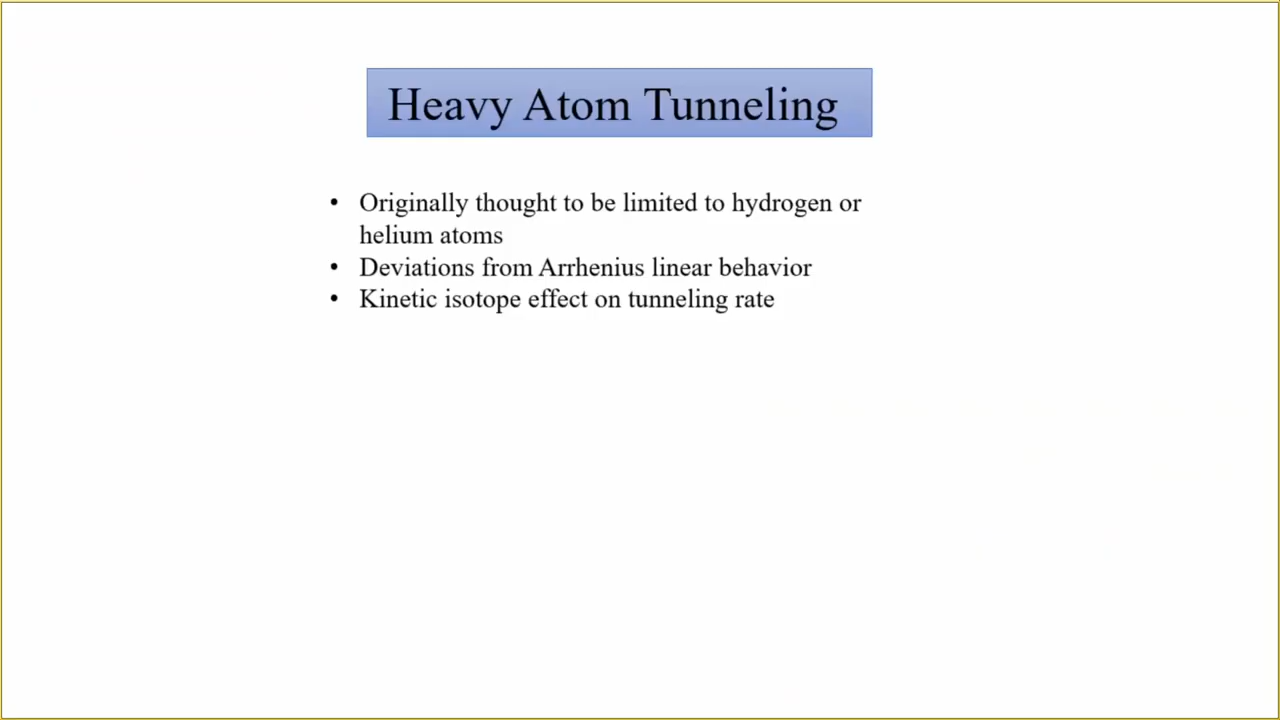 Heavy Atom Tunneling
• Originally thought to be limited to hydrogen or
helium atoms
• Deviations from Arrhenius linear behavior
• Kinetic isotope effect on tunneling rate